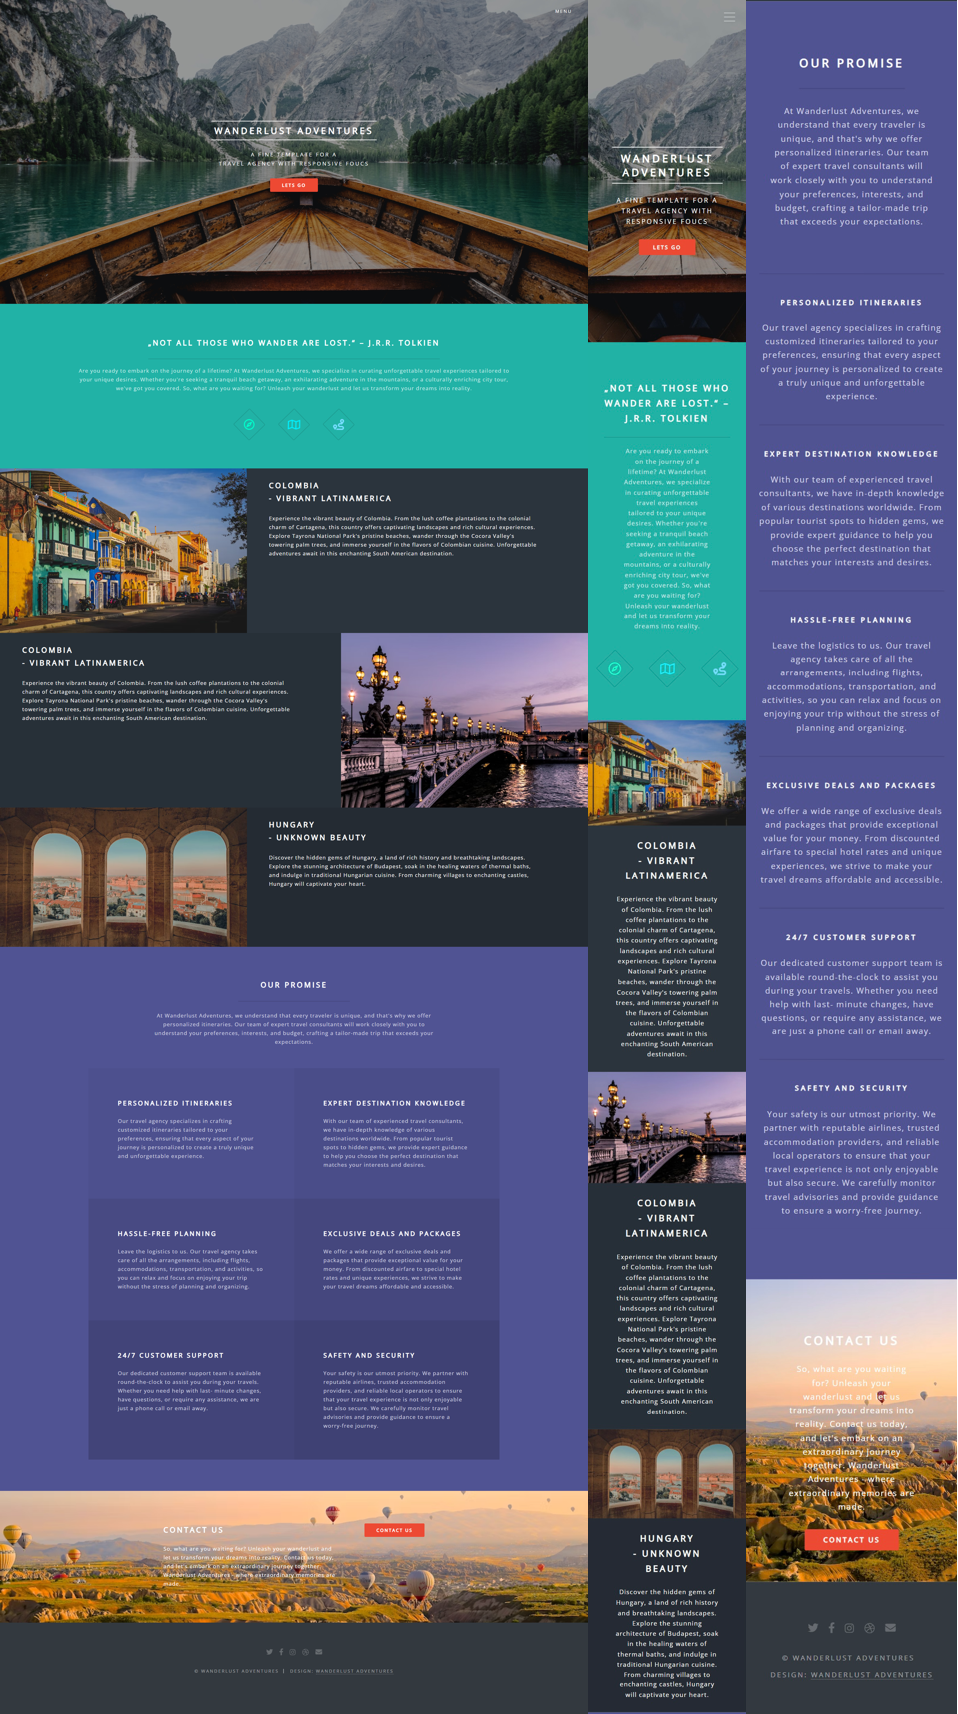 MENU
WANDERLUST ADVENTURES
A FINE TEMPLATE FOR A
TRAVEL AGENCY WITH RESPONSIVE FOUCS
LETS GO
„NOT ALL THOSE WHO WANDER ARE LOST.” – J.R.R. TOLKIEN
Are you ready to embark on the journey of a lifetime? At Wanderlust Adventures, we specialize in curating unforgettable travel experiences tailored to
your unique desires. Whether you're seeking a tranquil beach getaway, an exhilarating adventure in the mountains, or a culturally enriching city tour,
we've got you covered. So, what are you waiting for? Unleash your wanderlust and let us transform your dreams into reality.
COLOMBIA
- VIBRANT LATINAMERICA
Experience the vibrant beauty of Colombia. From the lush coffee plantations to the colonial
charm of Cartagena, this country offers captivating landscapes and rich cultural experiences.
Explore Tayrona National Park's pristine beaches, wander through the Cocora Valley's
towering palm trees, and immerse yourself in the flavors of Colombian cuisine. Unforgettable
adventures await in this enchanting South American destination.
COLOMBIA
- VIBRANT LATINAMERICA
Experience the vibrant beauty of Colombia. From the lush coffee plantations to the colonial
charm of Cartagena, this country offers captivating landscapes and rich cultural experiences.
Explore Tayrona National Park's pristine beaches, wander through the Cocora Valley's
towering palm trees, and immerse yourself in the flavors of Colombian cuisine. Unforgettable
adventures await in this enchanting South American destination.
HUNGARY
- UNKNOWN BEAUTY
Discover the hidden gems of Hungary, a land of rich history and breathtaking landscapes.
Explore the stunning architecture of Budapest, soak in the healing waters of thermal baths,
and indulge in traditional Hungarian cuisine. From charming villages to enchanting castles,
Hungary will captivate your heart.
OUR PROMISE
At Wanderlust Adventures, we understand that every traveler is unique, and that's why we offer
personalized itineraries. Our team of expert travel consultants will work closely with you to
understand your preferences, interests, and budget, crafting a tailor-made trip that exceeds your
expectations.
PERSONALIZED ITINERARIES
Our travel agency specializes in crafting
customized itineraries tailored to your
preferences, ensuring that every aspect of your
journey is personalized to create a truly unique
and unforgettable experience.
EXPERT DESTINATION KNOWLEDGE
With our team of experienced travel consultants,
we have in-depth knowledge of various
destinations worldwide. From popular tourist
spots to hidden gems, we provide expert guidance
to help you choose the perfect destination that
matches your interests and desires.
HASSLE-FREE PLANNING
Leave the logistics to us. Our travel agency takes
care of all the arrangements, including flights,
accommodations, transportation, and activities, so
you can relax and focus on enjoying your trip
without the stress of planning and organizing.
EXCLUSIVE DEALS AND PACKAGES
We offer a wide range of exclusive deals and
packages that provide exceptional value for your
money. From discounted airfare to special hotel
rates and unique experiences, we strive to make
your travel dreams affordable and accessible.
24/7 CUSTOMER SUPPORT
Our dedicated customer support team is available
round-the-clock to assist you during your travels.
Whether you need help with last- minute changes,
have questions, or require any assistance, we are
just a phone call or email away.
SAFETY AND SECURITY
Your safety is our utmost priority. We partner with
reputable airlines, trusted accommodation
providers, and reliable local operators to ensure
that your travel experience is not only enjoyable
but also secure. We carefully monitor travel
advisories and provide guidance to ensure a
worry-free journey.
CONTACT US
So, what are you waiting for? Unleash your wanderlust and
let us transform your dreams into reality. Contact us today,
and let's embark on an extraordinary journey together.
Wanderlust Adventures - where extraordinary memories are
made.
CONTACT US
© WANDERLUST ADVENTURES | DESIGN: WANDERLUST ADVENTURES
WANDERLUST
ADVENTURES
A FINE TEMPLATE FOR A
TRAVEL AGENCY WITH
RESPONSIVE FOUCS
LETS GO
„NOT ALL THOSE WHO
WANDER ARE LOST.” –
J.R.R. TOLKIEN
Are you ready to embark
on the journey of a
lifetime? At Wanderlust
Adventures, we specialize
in curating unforgettable
travel experiences
tailored to your unique
desires. Whether you're
seeking a tranquil beach
getaway, an exhilarating
adventure in the
mountains, or a culturally
enriching city tour, we've
got you covered. So, what
are you waiting for?
Unleash your wanderlust
and let us transform your
dreams into reality.
COLOMBIA
- VIBRANT
LATINAMERICA
Experience the vibrant beauty
of Colombia. From the lush
coffee plantations to the
colonial charm of Cartagena,
this country offers captivating
landscapes and rich cultural
experiences. Explore Tayrona
National Park's pristine
beaches, wander through the
Cocora Valley's towering palm
trees, and immerse yourself in
the flavors of Colombian
cuisine. Unforgettable
adventures await in this
enchanting South American
destination.
COLOMBIA
- VIBRANT
LATINAMERICA
Experience the vibrant beauty
of Colombia. From the lush
coffee plantations to the
colonial charm of Cartagena,
this country offers captivating
landscapes and rich cultural
experiences. Explore Tayrona
National Park's pristine
beaches, wander through the
Cocora Valley's towering palm
trees, and immerse yourself in
the flavors of Colombian
cuisine. Unforgettable
adventures await in this
enchanting South American
destination.
HUNGARY
- UNKNOWN
BEAUTY
Discover the hidden gems of
Hungary, a land of rich history
and breathtaking landscapes.
Explore the stunning
architecture of Budapest, soak
in the healing waters of
thermal baths, and indulge in
traditional Hungarian cuisine.
From charming villages to
enchanting castles, Hungary
will captivate your heart.
OUR PROMISE
At Wanderlust Adventures, we
understand that every traveler is
unique, and that's why we offer
personalized itineraries. Our team
of expert travel consultants will
work closely with you to understand
your preferences, interests, and
budget, crafting a tailor-made trip
that exceeds your expectations.
PERSONALIZED ITINERARIES
Our travel agency specializes in crafting
customized itineraries tailored to your
preferences, ensuring that every aspect
of your journey is personalized to create
a truly unique and unforgettable
experience.
EXPERT DESTINATION KNOWLEDGE
With our team of experienced travel
consultants, we have in-depth knowledge
of various destinations worldwide. From
popular tourist spots to hidden gems, we
provide expert guidance to help you
choose the perfect destination that
matches your interests and desires.
HASSLE-FREE PLANNING
Leave the logistics to us. Our travel
agency takes care of all the
arrangements, including flights,
accommodations, transportation, and
activities, so you can relax and focus on
enjoying your trip without the stress of
planning and organizing.
EXCLUSIVE DEALS AND PACKAGES
We offer a wide range of exclusive deals
and packages that provide exceptional
value for your money. From discounted
airfare to special hotel rates and unique
experiences, we strive to make your
travel dreams affordable and accessible.
24/7 CUSTOMER SUPPORT
Our dedicated customer support team is
available round-the-clock to assist you
during your travels. Whether you need
help with last- minute changes, have
questions, or require any assistance, we
are just a phone call or email away.
SAFETY AND SECURITY
Your safety is our utmost priority. We
partner with reputable airlines, trusted
accommodation providers, and reliable
local operators to ensure that your
travel experience is not only enjoyable
but also secure. We carefully monitor
travel advisories and provide guidance
to ensure a worry-free journey.
CONTACT US
So, what are you waiting
for? Unleash your
wanderlust and let us
transform your dreams into
reality. Contact us today,
and let's embark on an
extraordinary journey
together. Wanderlust
Adventures - where
extraordinary memories are
made.
CONTACT US
© WANDERLUST ADVENTURES
DESIGN: WANDERLUST ADVENTURES